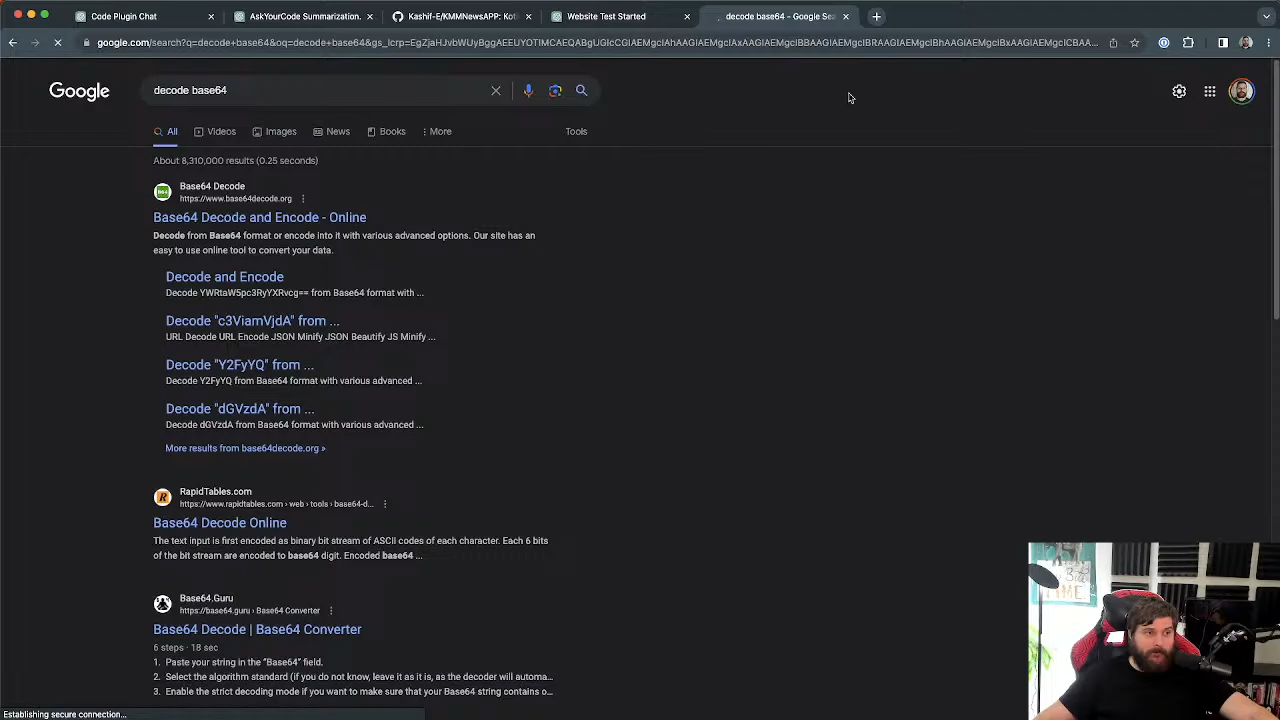 Code Plugin Chat
AskYourCode Summarization.
Kashif-E/KMMNewsAPP: Kot
Website Test Started
decode base64 - Google Sea
google.com/search?q=decode+base64&oq=decode+base64&gs_lcrp=EgZjaHJvbWUyBggAEEUYOTIMCAEQABgUGIcCGIAEMgcIAhAAGIAEMgcIAxAAGIAEMgcIBBAAGIAEMgcIBRAAGIAEMgcIBhAAGIAEMgcIBxAAGIAEMgcICBAA...
Google
decode base64
All
Videos
Images
News
Books
More
Tools
About 8,310,000 results (0.25 seconds)
Base64 Decode
https://www.base64decode.org
Base64 Decode and Encode - Online
Decode from Base64 format or encode into it with various advanced options. Our site has an
easy to use online tool to convert your data.
Decode and Encode
Decode YWRtaW5pc3RyYXRvcg== from Base64 format with ...
Decode "c3ViamVjdA" from ...
URL Decode URL Encode JSON Minify JSON Beautify JS Minify ...
Decode "Y2FyYQ" from ...
Decode Y2FyYQ from Base64 format with various advanced ...
Decode "dGVzdA" from ...
Decode dGVzdA from Base64 format with various advanced ...
More results from base64decode.org »
R
RapidTables.com
https://www.rapidtables.com › web › tools › base64-d...
Base64 Decode Online
The text input is first encoded as binary bit stream of ASCII codes of each character. Each 6 bits
of the bit stream are encoded to base64 digit. Encoded base64 ...
Base64.Guru
https://base64.guru › Base64 Converter
Base64 Decode | Base64 Converter
6 steps · 18 sec
1. Paste your string in the "Base64" field.
2. Select the algorithm standard (if you do not know, leave it as it is, as the decoder will automa...
3. Enable the strict decoding mode if you want to make sure that your Base64 string contains o...
Establishing secure connection...